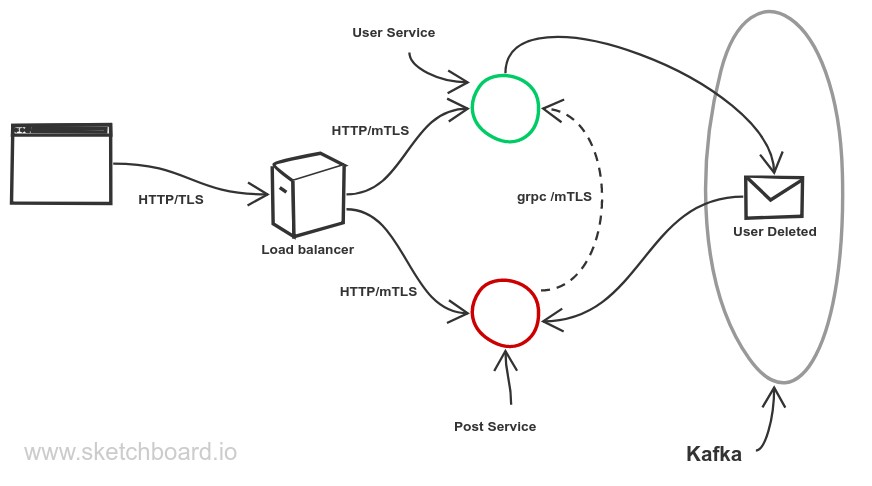 User Service
HTTP/mTLS
HTTP/TLS
grpc /mTLS
User Deleted
Load balancer
HTTP/mTLS
Post Service
www.sketchboard.io
Kafka